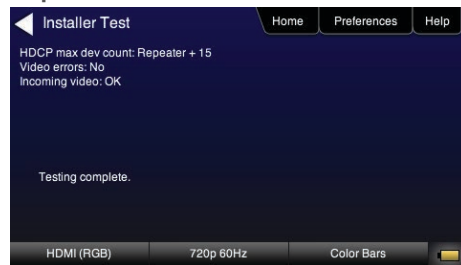 Installer Test
Home
Preferences
Help
HDCP max dev count: Repeater + 15
Video errors: No
Incoming video: OK
Testing complete.
HDMI (RGB)
720p 60Hz
Color Bars